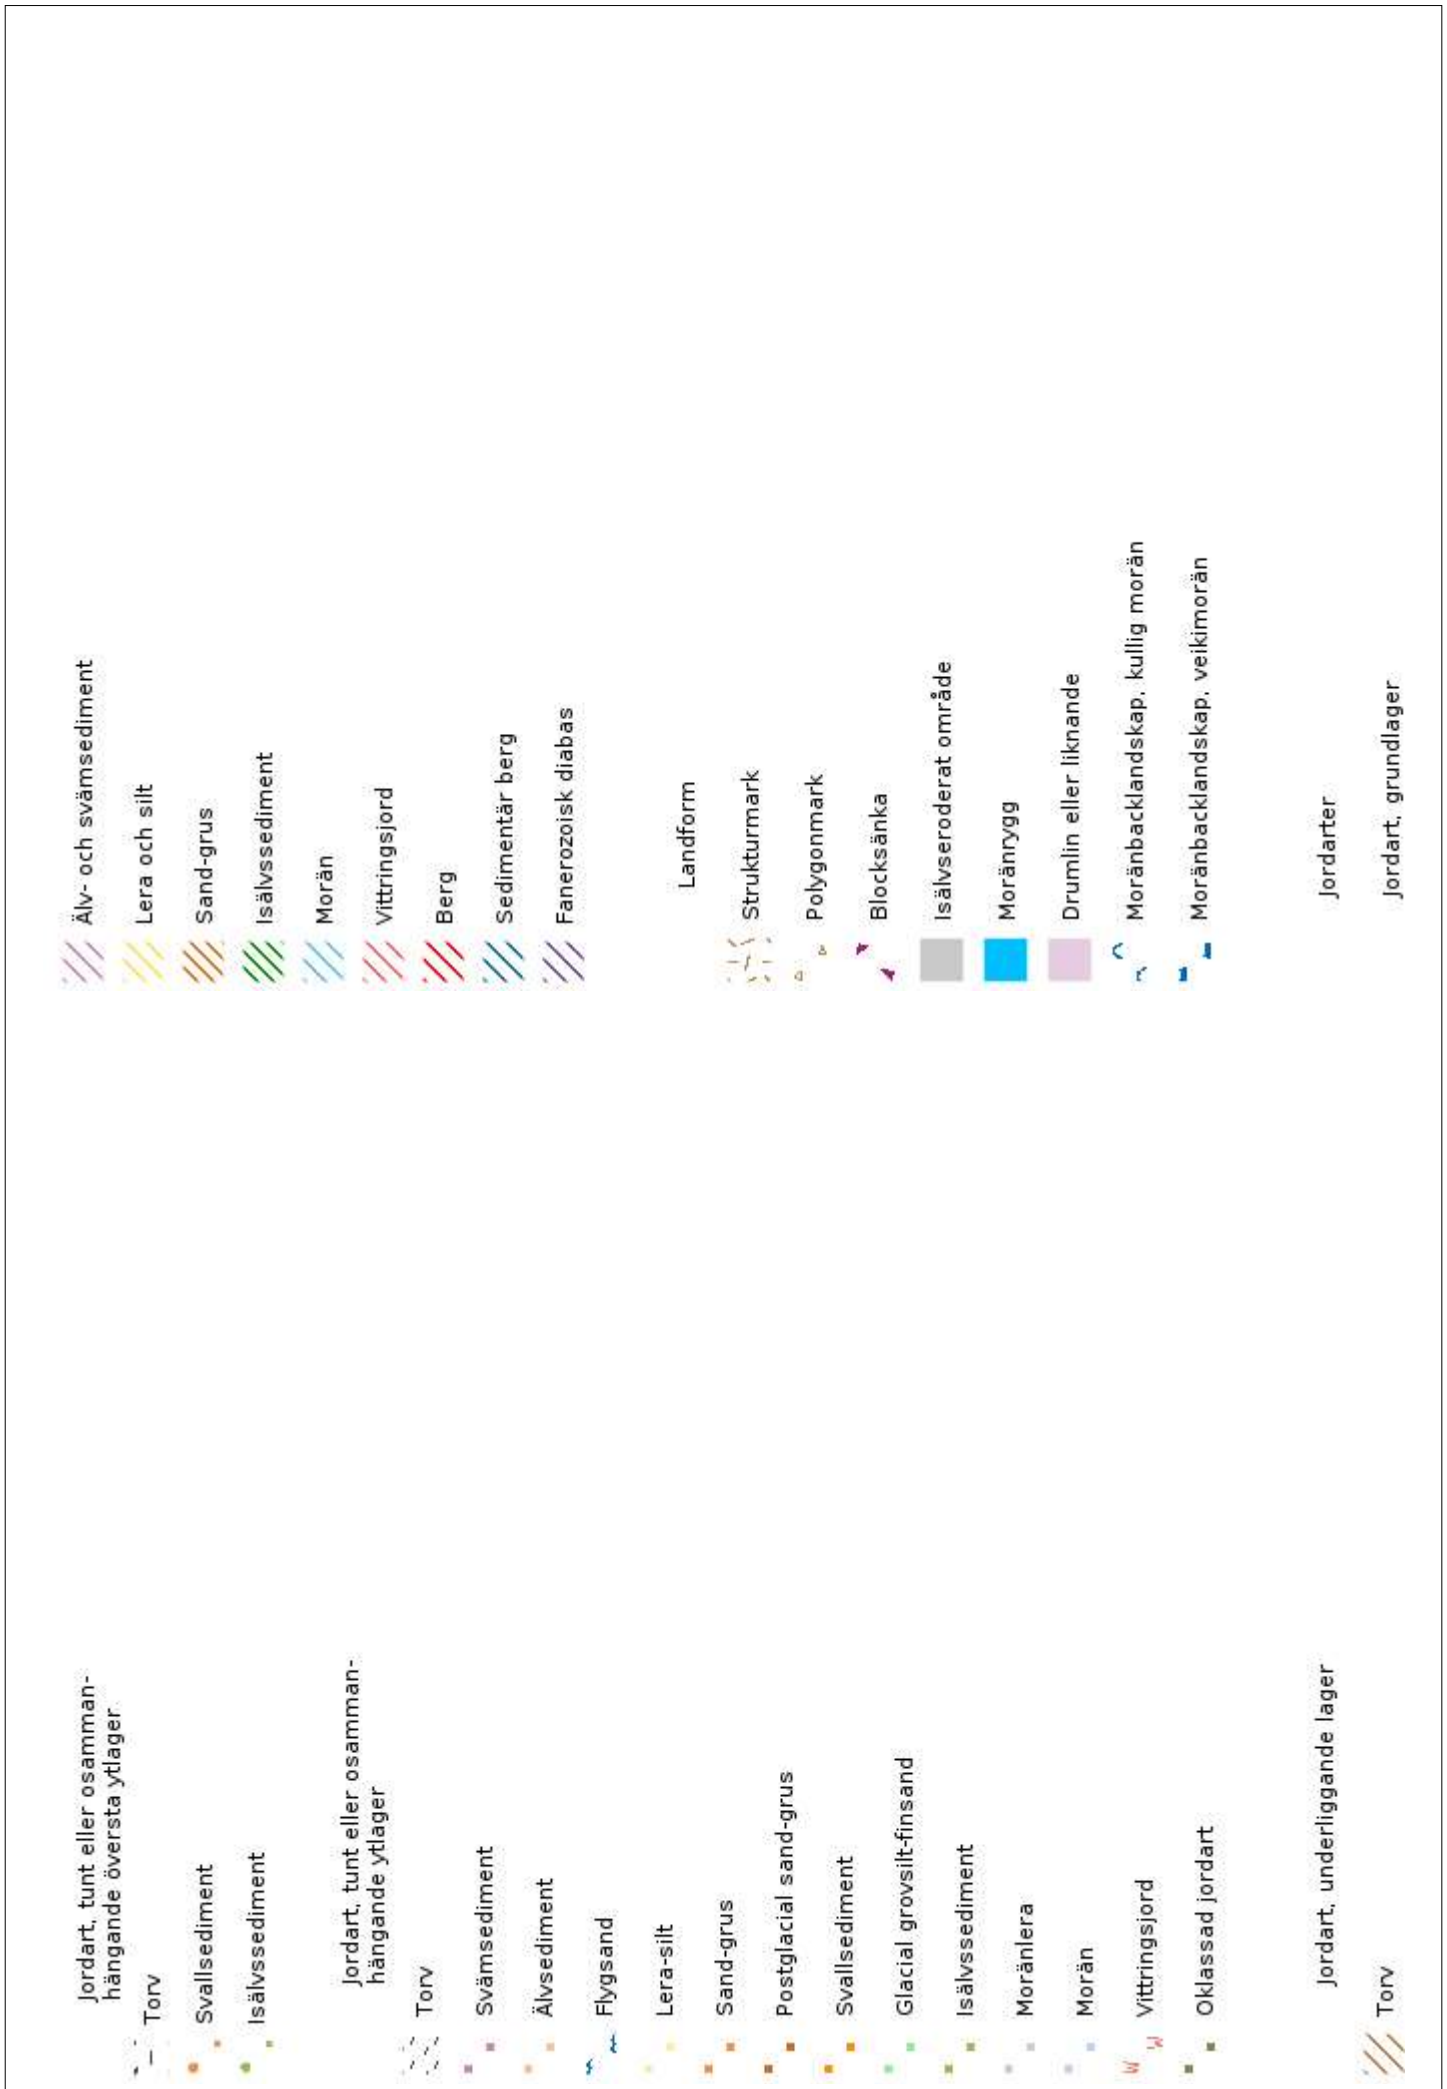 Jordart, tunt eller osamman-
hängande översta ytlager
Torv
Svallsediment
Isälvssediment
Jordart, tunt eller osamman-
hängande ytlager
Torv
Svämsediment
Älvsediment
Flygsand
Lera-silt
Sand-grus
Postglacial sand-grus
Svallsediment
Glacial grovsilt-finsand
Isälvssediment
Moränlera
Morän
Vittringsjord
Oklassad jordart
Jordart, underliggande lager
Torv
Älv- och svämsediment
Lera och silt
Sand-grus
Isälvssediment
Morän
Vittringsjord
Berg
Sedimentär berg
Fanerozoisk diabas
Landform
Strukturmark
Polygonmark
Blocksänka
Isälvseroderat område
Moränrygg
Drumlin eller liknande
Moränbacklandskap, kullig morän
Moränbacklandskap, veikimorän
Jordarter
Jordart, grundlager